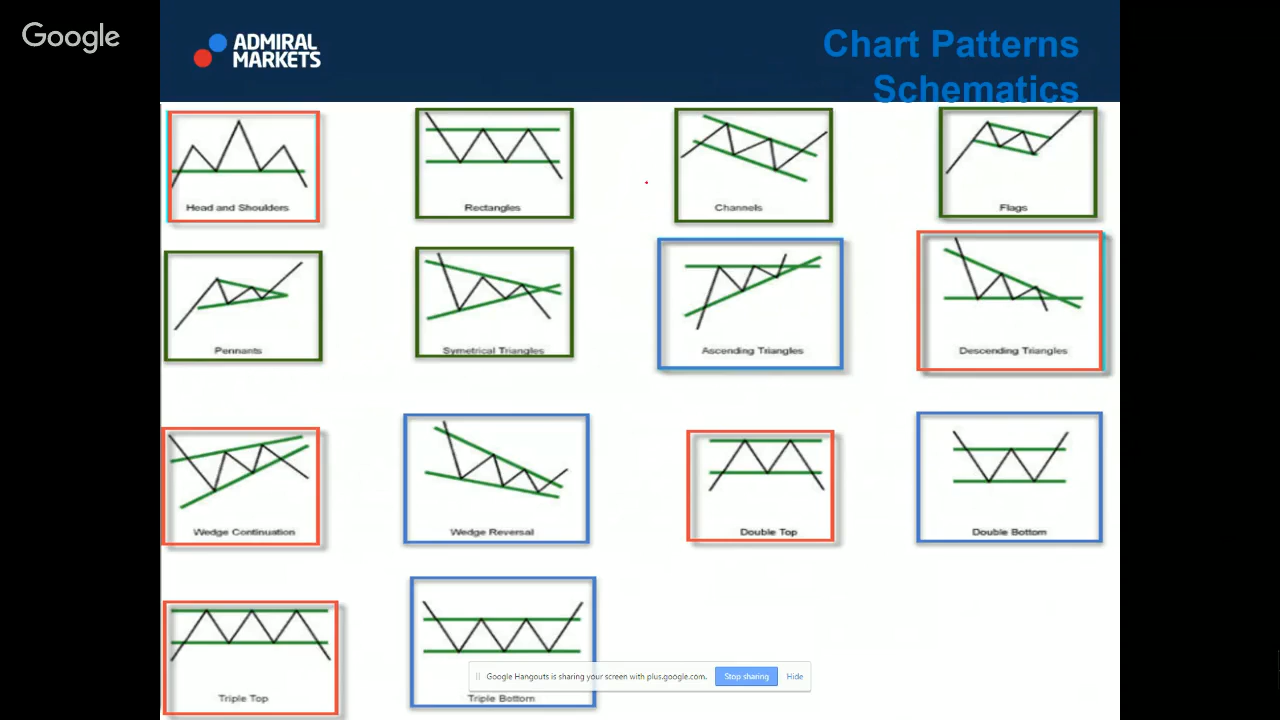 Google
ADMIRAL
MARKETS
Chart Patterns
Schematics
Head and Shoulders
Rectangles
Channels
Flags
Pennants
Symetrical Triangles
Ascending Triangles
Descending Triangles
Wedge Continuation
Wedge Reversal
Double Top
Double Bottom
Google Hangouts is sharing your screen with plus.google.com.
Stop sharing
Hide
Triple Top
Triple Bottom